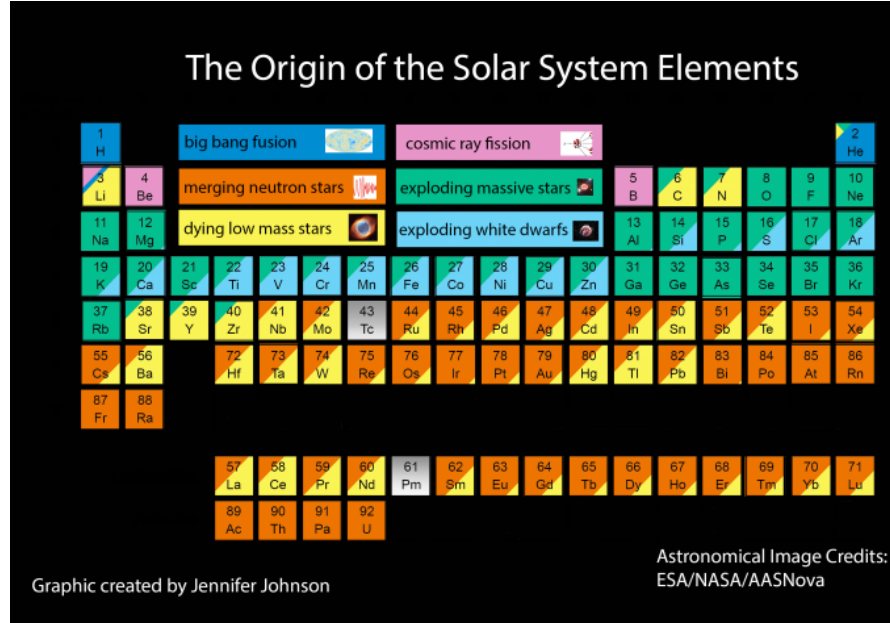 The Origin of the Solar System Elements
1
H
big bang fusion
cosmic ray fission
2
He
3
Li
4
Be
merging neutron stars
exploding massive stars
5
B
6
C
7
N
8
O
9
F
10
Ne
11
Na
12
Mg
dying low mass stars
exploding white dwarfs
13
Al
14
Si
15
P
16
S
17
Cl
18
Ar
19
K
20
Ca
21
Sc
22
Ti
23
V
24
Cr
25
Mn
26
Fe
27
Co
28
Ni
29
Cu
30
Zn
31
Ga
32
Ge
33
As
34
Se
35
Br
36
Kr
37
Rb
38
Sr
39
Y
40
Zr
41
Nb
42
Mo
43
Tc
44
Ru
45
Rh
46
Pd
47
Ag
48
Cd
49
In
50
Sn
51
Sb
52
Te
53
I
54
Xe
55
Cs
56
Ba
72
Hf
73
Ta
74
W
75
Re
76
Os
77
Ir
78
Pt
79
Au
80
Hg
81
Tl
82
Pb
83
Bi
84
Po
85
At
86
Rn
87
Fr
88
Ra
57
La
58
Ce
59
Pr
60
Nd
61
Pm
62
Sm
63
Eu
64
Gd
65
Tb
66
Dy
67
Ho
68
Er
69
Tm
70
Yb
71
Lu
89
Ac
90
Th
91
Pa
92
U
Graphic created by Jennifer Johnson
Astronomical Image Credits:
ESA/NASA/AASNova